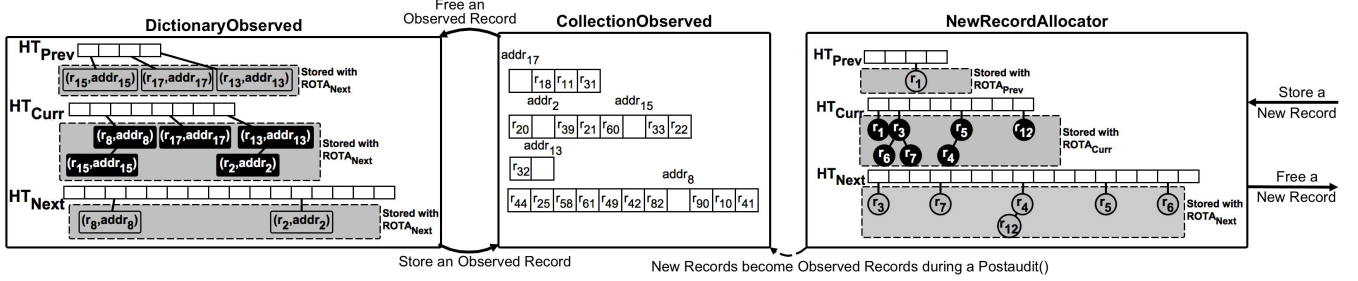 DictionaryObserved
Free an
Observed Record
CollectionObserved
NewRecordAllocator
HTPrev
(r15,addr15) (r17,addr17) (r13,addr13)
Stored with
ROTANext
HTCurr
(r8,addr8) (r17,addr17) (r13,addr13)
(r15,addr15) (r2,addr2)
Stored with
ROTANext
HTNext
(r8,addr8) (r2,addr2)
Stored with
ROTANext
addr17
r18 r11 r31
addr2 addr15
r20 r39 r21 r60 r33 r22
addr13
r32
addr8
r44 r25 r58 r61 r49 r42 r82 r90 r10 r41
HTPrev
r1
Stored with
ROTAPrev
HTCurr
r1 r3 r5 r12
r6 r7 r4
Stored with
ROTACurr
HTNext
r3 r7 r4 r5 r6
r12
Stored with
ROTANext
Store a
New Record
Free a
New Record
Store an Observed Record
New Records become Observed Records during a Postaudit()